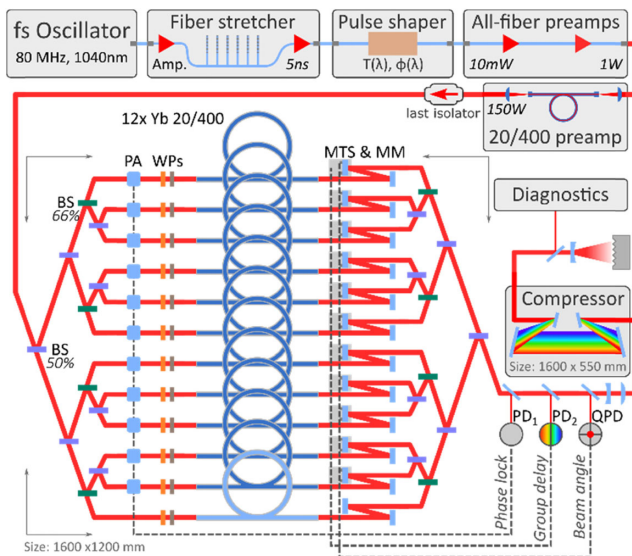 fs Oscillator
80 MHz, 1040nm
Fiber stretcher
Amp.
5ns
Pulse shaper
T(λ), ϕ(λ)
All-fiber preamps
10mW
1W
last isolator
150W
20/400 preamp
12x Yb 20/400
PA
WPs
MTS & MM
BS
66%
BS
50%
Diagnostics
Compressor
Size: 1600 x 550 mm
PD1
PD2
QPD
Phase lock
Group delay
Beam angle
Size: 1600 x1200 mm